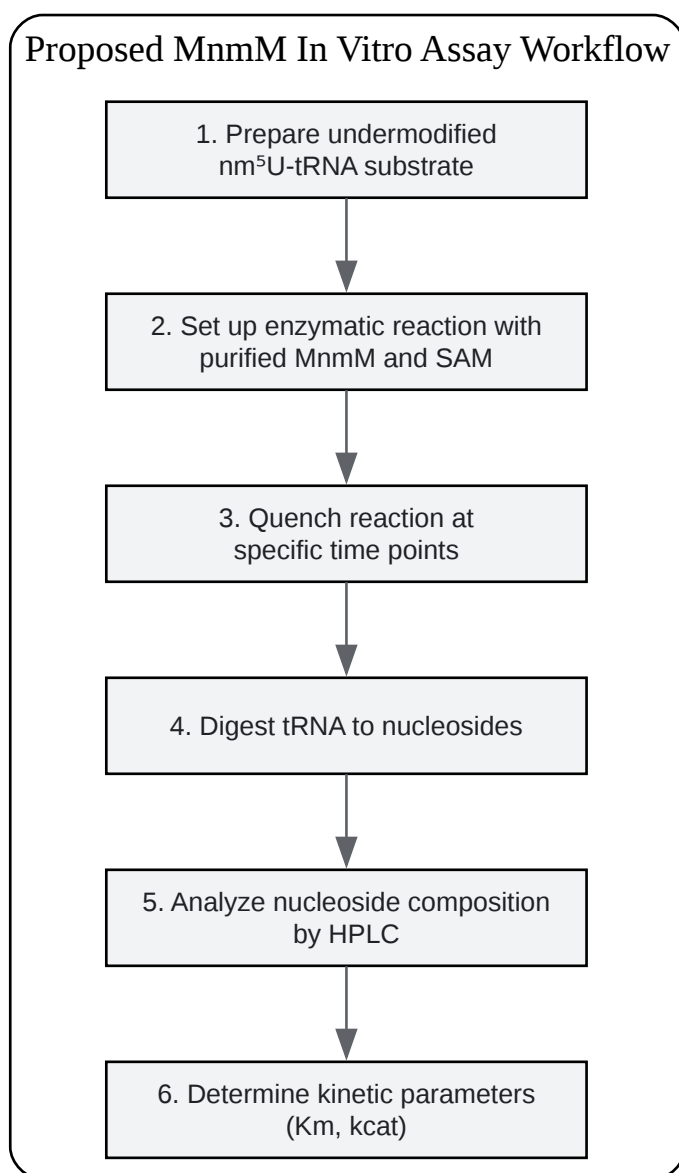 Proposed MnmM In Vitro Assay Workflow
1. Prepare undermodified
nm⁵U-tRNA substrate
2. Set up enzymatic reaction with
purified MnmM and SAM
3. Quench reaction at
specific time points
4. Digest tRNA to nucleosides
5. Analyze nucleoside composition
by HPLC
6. Determine kinetic parameters
(Km, kcat)